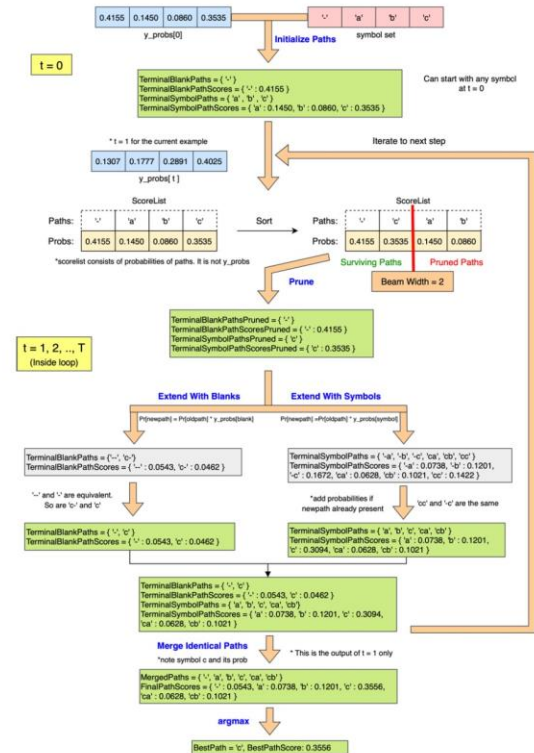 0.4155 0.1450 0.0860 0.3535
y_probs[0]
'-' 'a' 'b' 'c'
symbol set
Initialize Paths
t = 0
TerminalBlankPaths = { '-' }
TerminalBlankPathScores = { '-' : 0.4155 }
TerminalSymbolPaths = { 'a' , 'b' , 'c' }
TerminalSymbolPathScores = { 'a' : 0.1450, 'b' : 0.0860, 'c' : 0.3535 }
Can start with any symbol
at t = 0
* t = 1 for the current example
0.1307 0.1777 0.2891 0.4025
y_probs[ t ]
Iterate to next step
ScoreList
Paths: '-' 'a' 'b' 'c'
Probs: 0.4155 0.1450 0.0860 0.3535
*scorelist consists of probabilities of paths. It is not y_probs
Sort
ScoreList
Paths: '-' 'c' 'a' 'b'
Probs: 0.4155 0.3535 0.1450 0.0860
Surviving Paths Pruned Paths
Beam Width = 2
Prune
TerminalBlankPathsPruned = { '-' }
TerminalBlankPathScoresPruned = { '-' : 0.4155 }
TerminalSymbolPathsPruned = { 'c' }
TerminalSymbolPathScoresPruned = { 'c' : 0.3535 }
t = 1, 2, .., T
(Inside loop)
Extend With Blanks
Extend With Symbols
Pr[newpath] = Pr[oldpath] * y_probs[blank]
Pr[newpath] =Pr[oldpath] * y_probs[symbol]
TerminalBlankPaths = {'--', 'c-'}
TerminalBlankPathScores = { '--' : 0.0543, 'c-' : 0.0462 }
TerminalSymbolPaths = { '-a', '-b', '-c', 'ca', 'cb', 'cc' }
TerminalSymbolPathScores = { '-a' : 0.0738, '-b' : 0.1201,
'-c' : 0.1672, 'ca' : 0.0628, 'cb' : 0.1021, 'cc' : 0.1422 }
'--' and '-' are equivalent.
So are 'c-' and 'c'
*add probabilities if
newpath already present
'cc' and '-c' are the same
TerminalBlankPaths = { '-', 'c' }
TerminalBlankPathScores = { '-' : 0.0543, 'c' : 0.0462 }
TerminalSymbolPaths = { 'a', 'b', 'c', 'ca', 'cb' }
TerminalSymbolPathScores = { 'a' : 0.0738, 'b' : 0.1201,
'c' : 0.3094, 'ca' : 0.0628, 'cb' : 0.1021 }
TerminalBlankPaths = { '-', 'c' }
TerminalBlankPathScores = { '-' : 0.0543, 'c' : 0.0462 }
TerminalSymbolPaths = { 'a', 'b', 'c', 'ca', 'cb'}
TerminalSymbolPathScores = { 'a' : 0.0738, 'b' : 0.1201, 'c' : 0.3094,
'ca' : 0.0628, 'cb' : 0.1021 }
Merge Identical Paths
*note symbol c and its prob
* This is the output of t = 1 only
MergedPaths = { '-', 'a', 'b', 'c', 'ca', 'cb' }
FinalPathScores = { '-' : 0.0543, 'a' : 0.0738, 'b' : 0.1201, 'c' : 0.3556,
'ca' : 0.0628, 'cb' : 0.1021 }
argmax
BestPath = 'c', BestPathScore: 0.3556